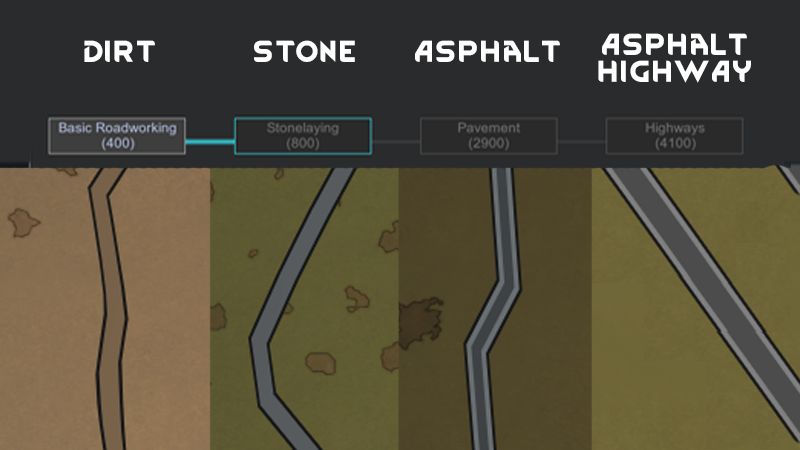 DIRT
STONE
ASPHALT
ASPHALT
HIGHWAY
Basic Roadworking
(400)
Stonelaying
(800)
Pavement
(2900)
Highways
(4100)